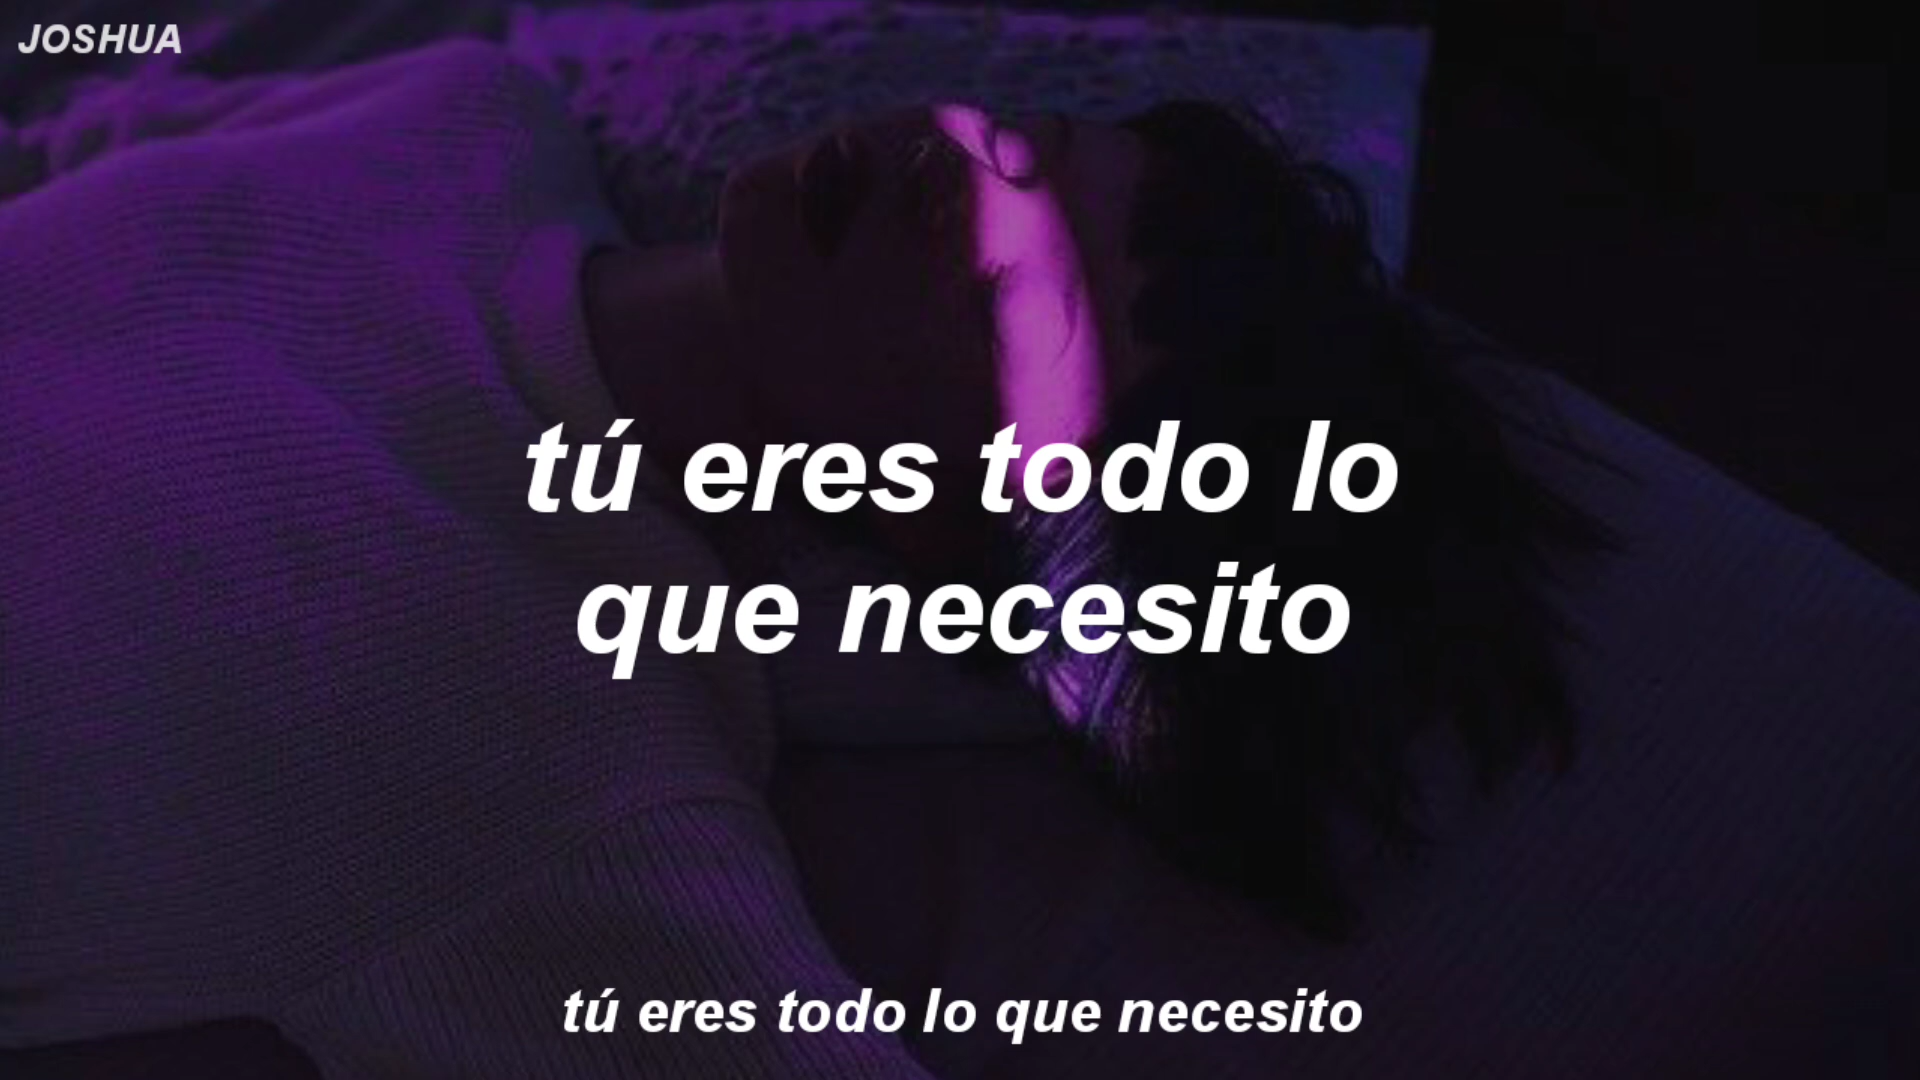 JOSHUA
tú eres todo lo
que necesito
tú eres todo lo que necesito